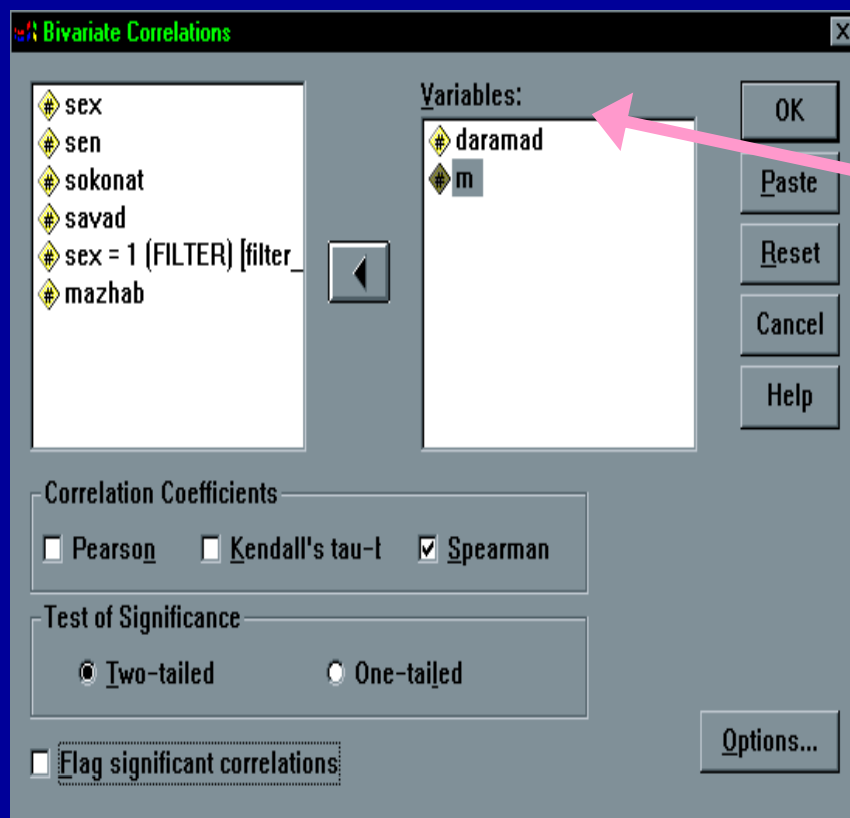 Bivariate Correlations
sex
sen
sokonat
savad
sex = 1 (FILTER) [filter_
mazhab
Variables:
daramad
m
OK
Paste
Reset
Cancel
Help
Correlation Coefficients
Pearson Kendall's tau-b Spearman
Test of Significance
Two-tailed One-tailed
Flag significant correlations
Options...